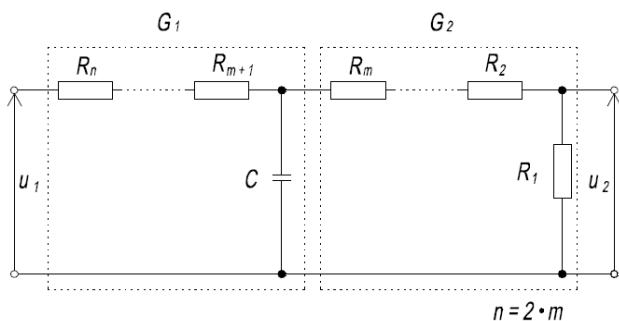 G₁ G₂
Rₙ Rₘ₊₁ Rₘ R₂
u₁ C R₁ u₂
n = 2 • m